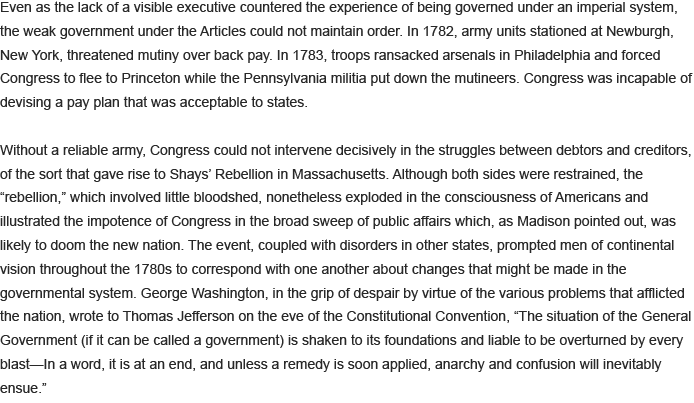 Even as the lack of a visible executive countered the experience of being governed under an imperial system,
the weak government under the Articles could not maintain order. In 1782, army units stationed at Newburgh,
New York, threatened mutiny over back pay. In 1783, troops ransacked arsenals in Philadelphia and forced
Congress to flee to Princeton while the Pennsylvania militia put down the mutineers. Congress was incapable of
devising a pay plan that was acceptable to states.

Without a reliable army, Congress could not intervene decisively in the struggles between debtors and creditors,
of the sort that gave rise to Shays’ Rebellion in Massachusetts. Although both sides were restrained, the
“rebellion,” which involved little bloodshed, nonetheless exploded in the consciousness of Americans and
illustrated the impotence of Congress in the broad sweep of public affairs which, as Madison pointed out, was
likely to doom the new nation. The event, coupled with disorders in other states, prompted men of continental
vision throughout the 1780s to correspond with one another about changes that might be made in the
governmental system. George Washington, in the grip of despair by virtue of the various problems that afflicted
the nation, wrote to Thomas Jefferson on the eve of the Constitutional Convention, “The situation of the General
Government (if it can be called a government) is shaken to its foundations and liable to be overturned by every
blast—In a word, it is at an end, and unless a remedy is soon applied, anarchy and confusion will inevitably
ensue.”